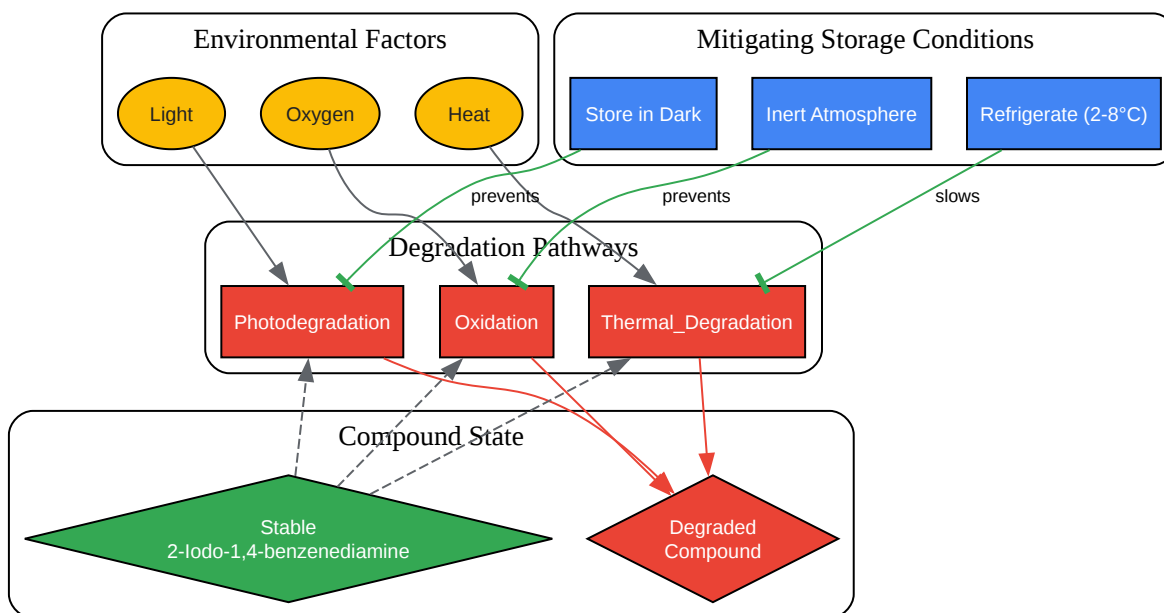 Environmental Factors
Mitigating Storage Conditions
Light
Oxygen
Heat
Store in Dark
Inert Atmosphere
Refrigerate (2-8°C)
prevents
prevents
slows
Degradation Pathways
Photodegradation
Oxidation
Thermal_Degradation
Compound State
Stable
2-Iodo-1,4-benzenediamine
Degraded
Compound